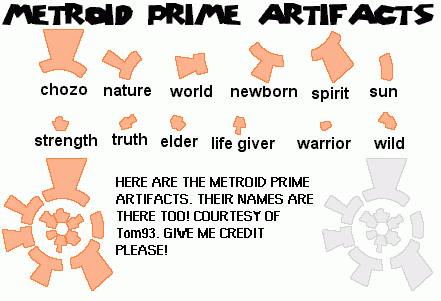 METROID PRIME ARTIFACTS
chozo nature world newborn spirit sun
strength truth elder life giver warrior wild
HERE ARE THE METROID PRIME
ARTIFACTS. THEIR NAMES ARE
THERE TOO! COURTESY OF
Tom93. GIVE ME CREDIT
PLEASE!